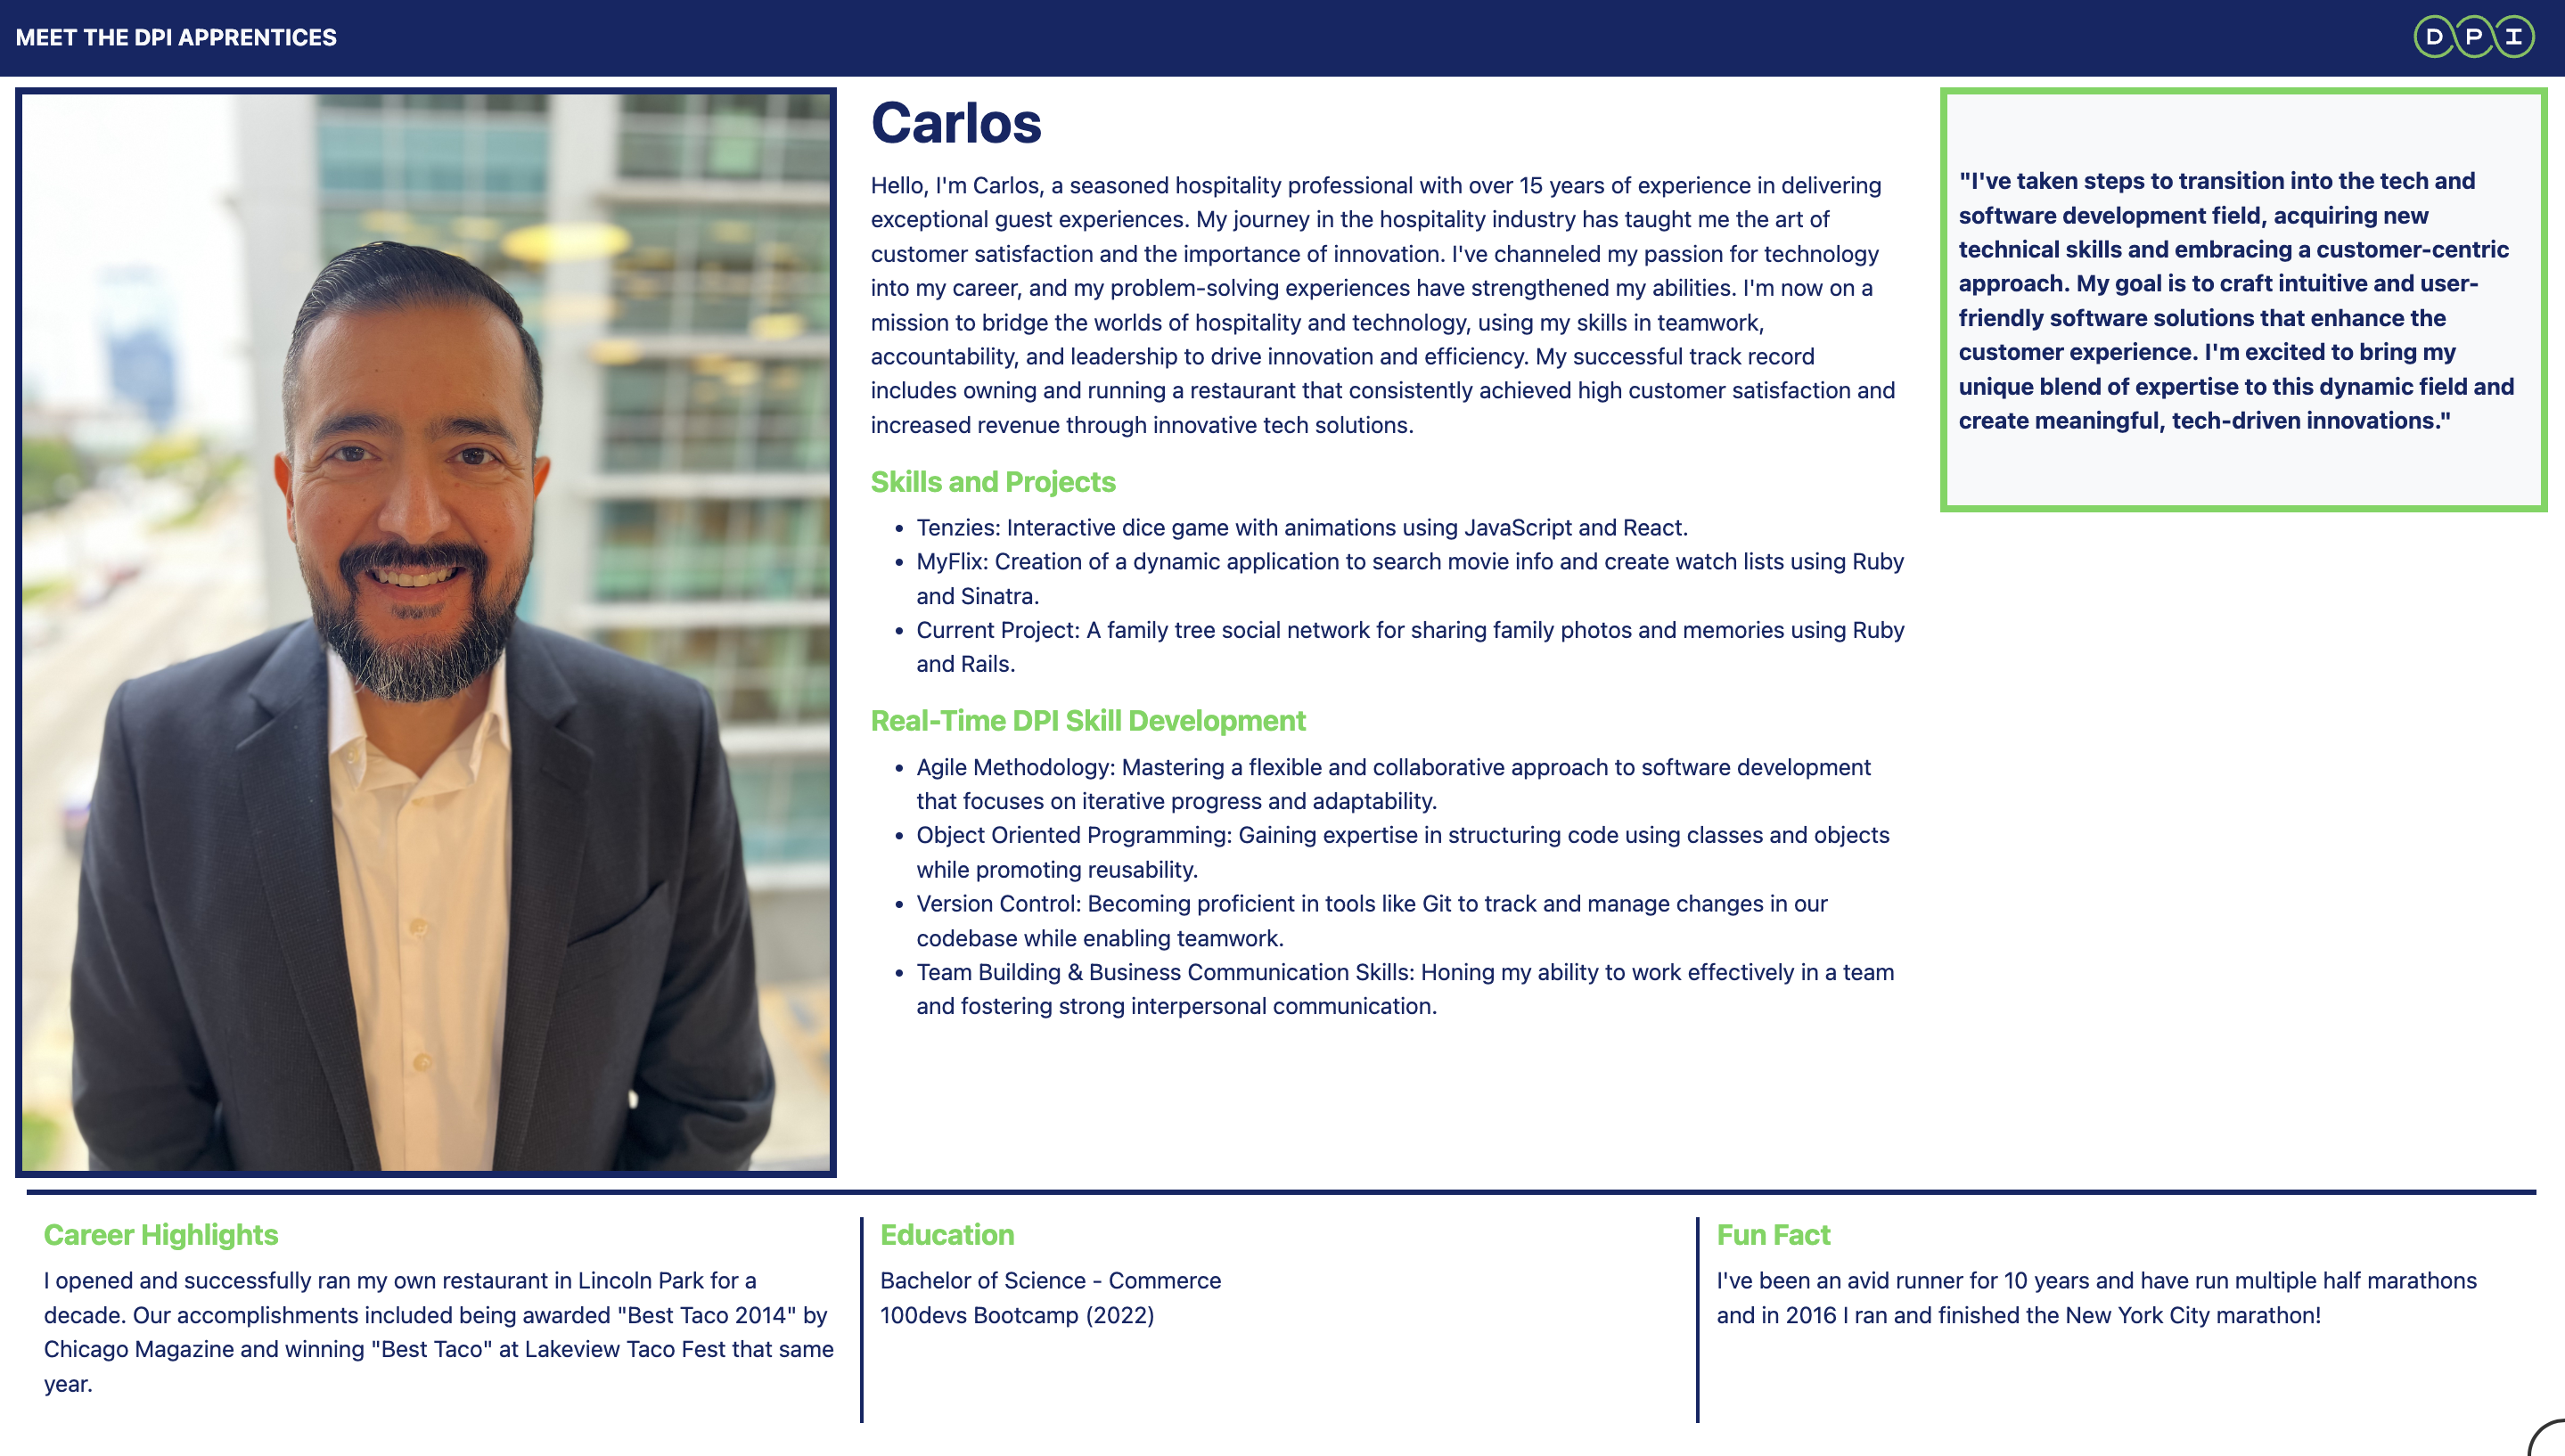 MEET THE DPI APPRENTICES
DPI
Carlos
Hello, I'm Carlos, a seasoned hospitality professional with over 15 years of experience in delivering
exceptional guest experiences. My journey in the hospitality industry has taught me the art of
customer satisfaction and the importance of innovation. I've channeled my passion for technology
into my career, and my problem-solving experiences have strengthened my abilities. I'm now on a
mission to bridge the worlds of hospitality and technology, using my skills in teamwork,
accountability, and leadership to drive innovation and efficiency. My successful track record
includes owning and running a restaurant that consistently achieved high customer satisfaction and
increased revenue through innovative tech solutions.
Skills and Projects
• Tenzies: Interactive dice game with animations using JavaScript and React.
• MyFlix: Creation of a dynamic application to search movie info and create watch lists using Ruby
and Sinatra.
• Current Project: A family tree social network for sharing family photos and memories using Ruby
and Rails.
Real-Time DPI Skill Development
• Agile Methodology: Mastering a flexible and collaborative approach to software development
that focuses on iterative progress and adaptability.
• Object Oriented Programming: Gaining expertise in structuring code using classes and objects
while promoting reusability.
• Version Control: Becoming proficient in tools like Git to track and manage changes in our
codebase while enabling teamwork.
• Team Building & Business Communication Skills: Honing my ability to work effectively in a team
and fostering strong interpersonal communication.
"I've taken steps to transition into the tech and
software development field, acquiring new
technical skills and embracing a customer-centric
approach. My goal is to craft intuitive and user-
friendly software solutions that enhance the
customer experience. I'm excited to bring my
unique blend of expertise to this dynamic field and
create meaningful, tech-driven innovations."
Career Highlights
I opened and successfully ran my own restaurant in Lincoln Park for a
decade. Our accomplishments included being awarded "Best Taco 2014" by
Chicago Magazine and winning "Best Taco" at Lakeview Taco Fest that same
year.
Education
Bachelor of Science - Commerce
100devs Bootcamp (2022)
Fun Fact
I've been an avid runner for 10 years and have run multiple half marathons
and in 2016 I ran and finished the New York City marathon!